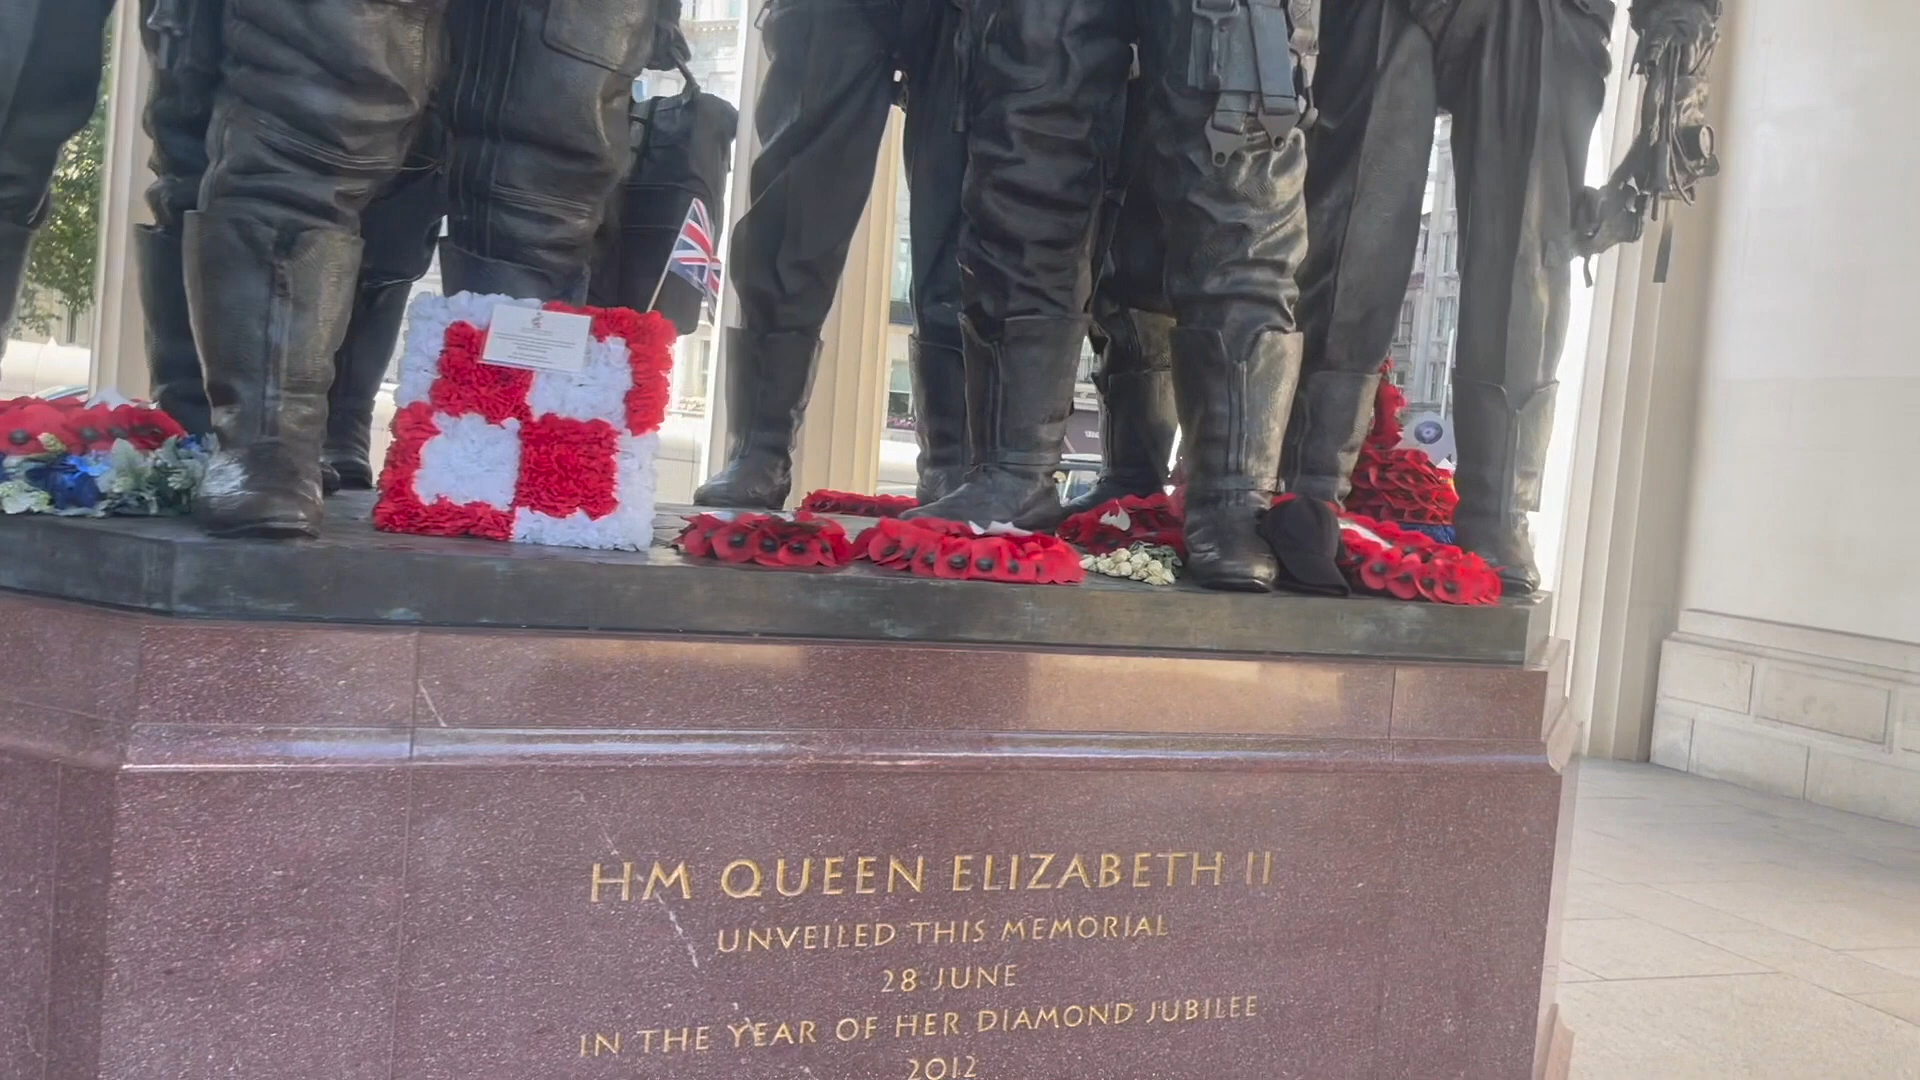 HM QUEEN ELIZABETH II
UNVEILED THIS MEMORIAL
28 JUNE
IN THE YEAR OF HER DIAMOND JUBILEE
2012